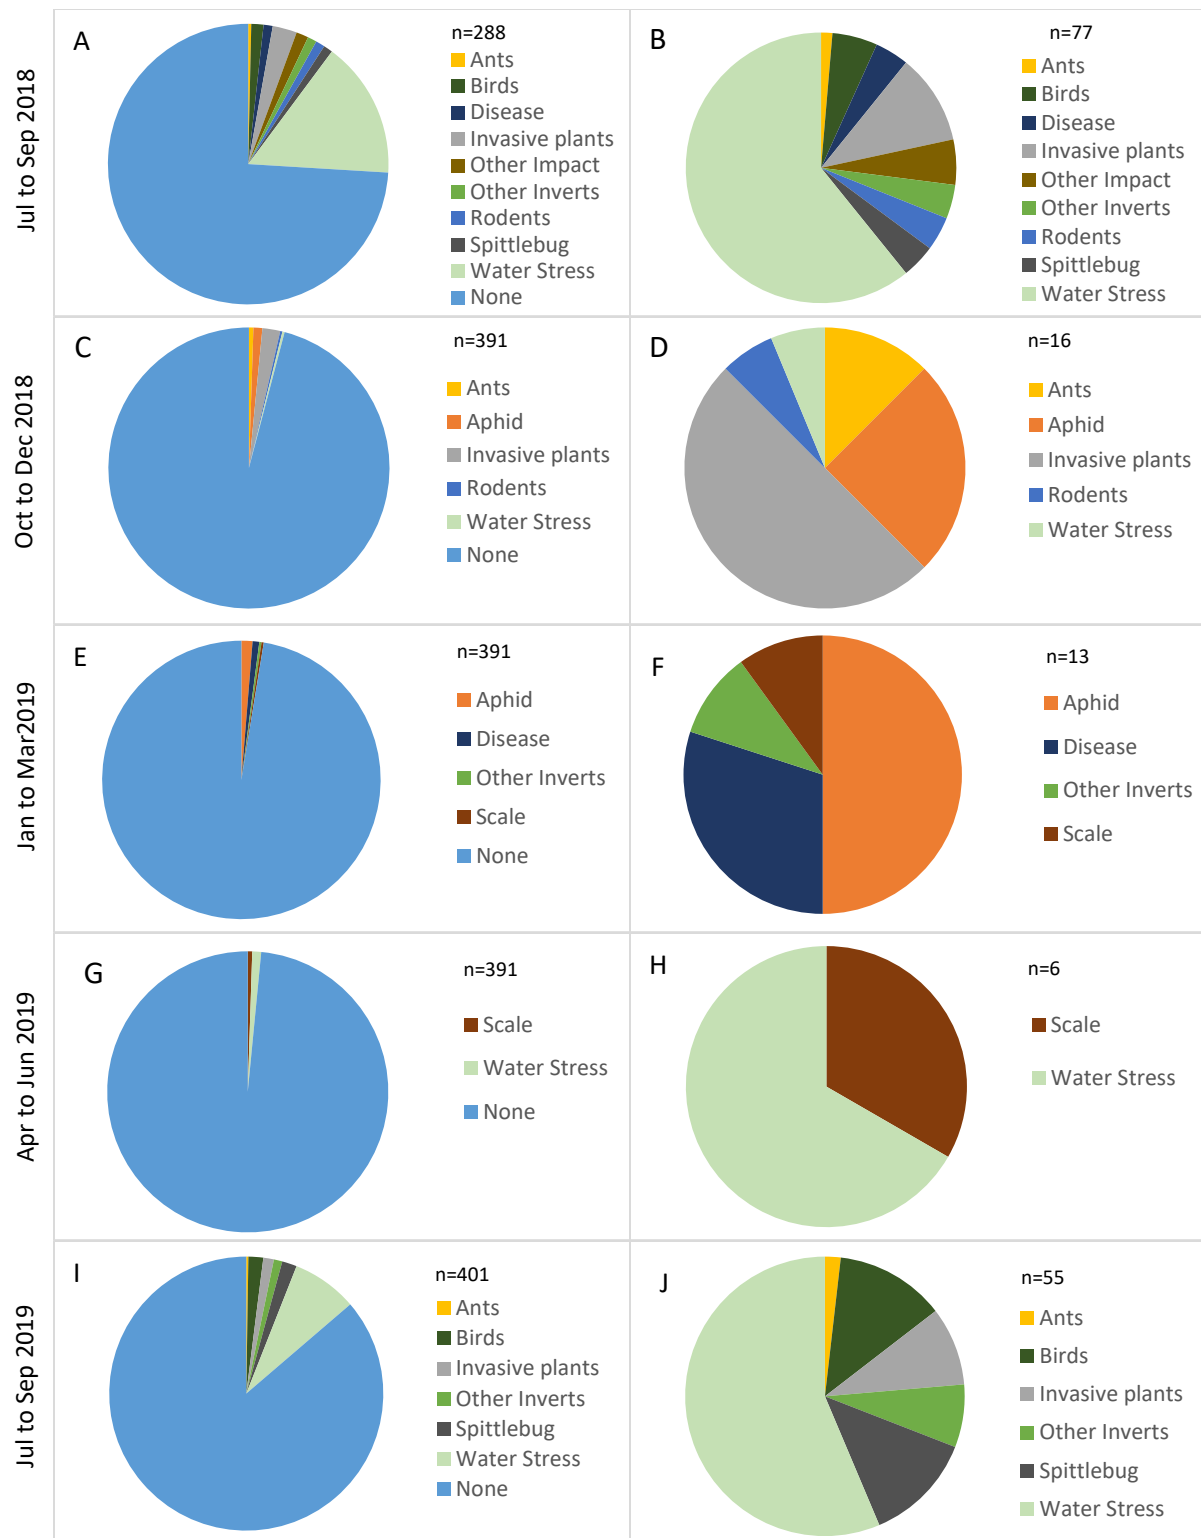 Jul to Sep 2018
A
n=288
Ants
Birds
Disease
Invasive plants
Other Impact
Other Inverts
Rodents
Spittlebug
Water Stress
None
B
n=77
Ants
Birds
Disease
Invasive plants
Other Impact
Other Inverts
Rodents
Spittlebug
Water Stress
Oct to Dec 2018
C
n=391
Ants
Aphid
Invasive plants
Rodents
Water Stress
None
D
n=16
Ants
Aphid
Invasive plants
Rodents
Water Stress
Jan to Mar2019
E
n=391
Aphid
Disease
Other Inverts
Scale
None
F
n=13
Aphid
Disease
Other Inverts
Scale
Apr to Jun 2019
G
n=391
Scale
Water Stress
None
H
n=6
Scale
Water Stress
Jul to Sep 2019
I
n=401
Ants
Birds
Invasive plants
Other Inverts
Spittlebug
Water Stress
None
J
n=55
Ants
Birds
Invasive plants
Other Inverts
Spittlebug
Water Stress